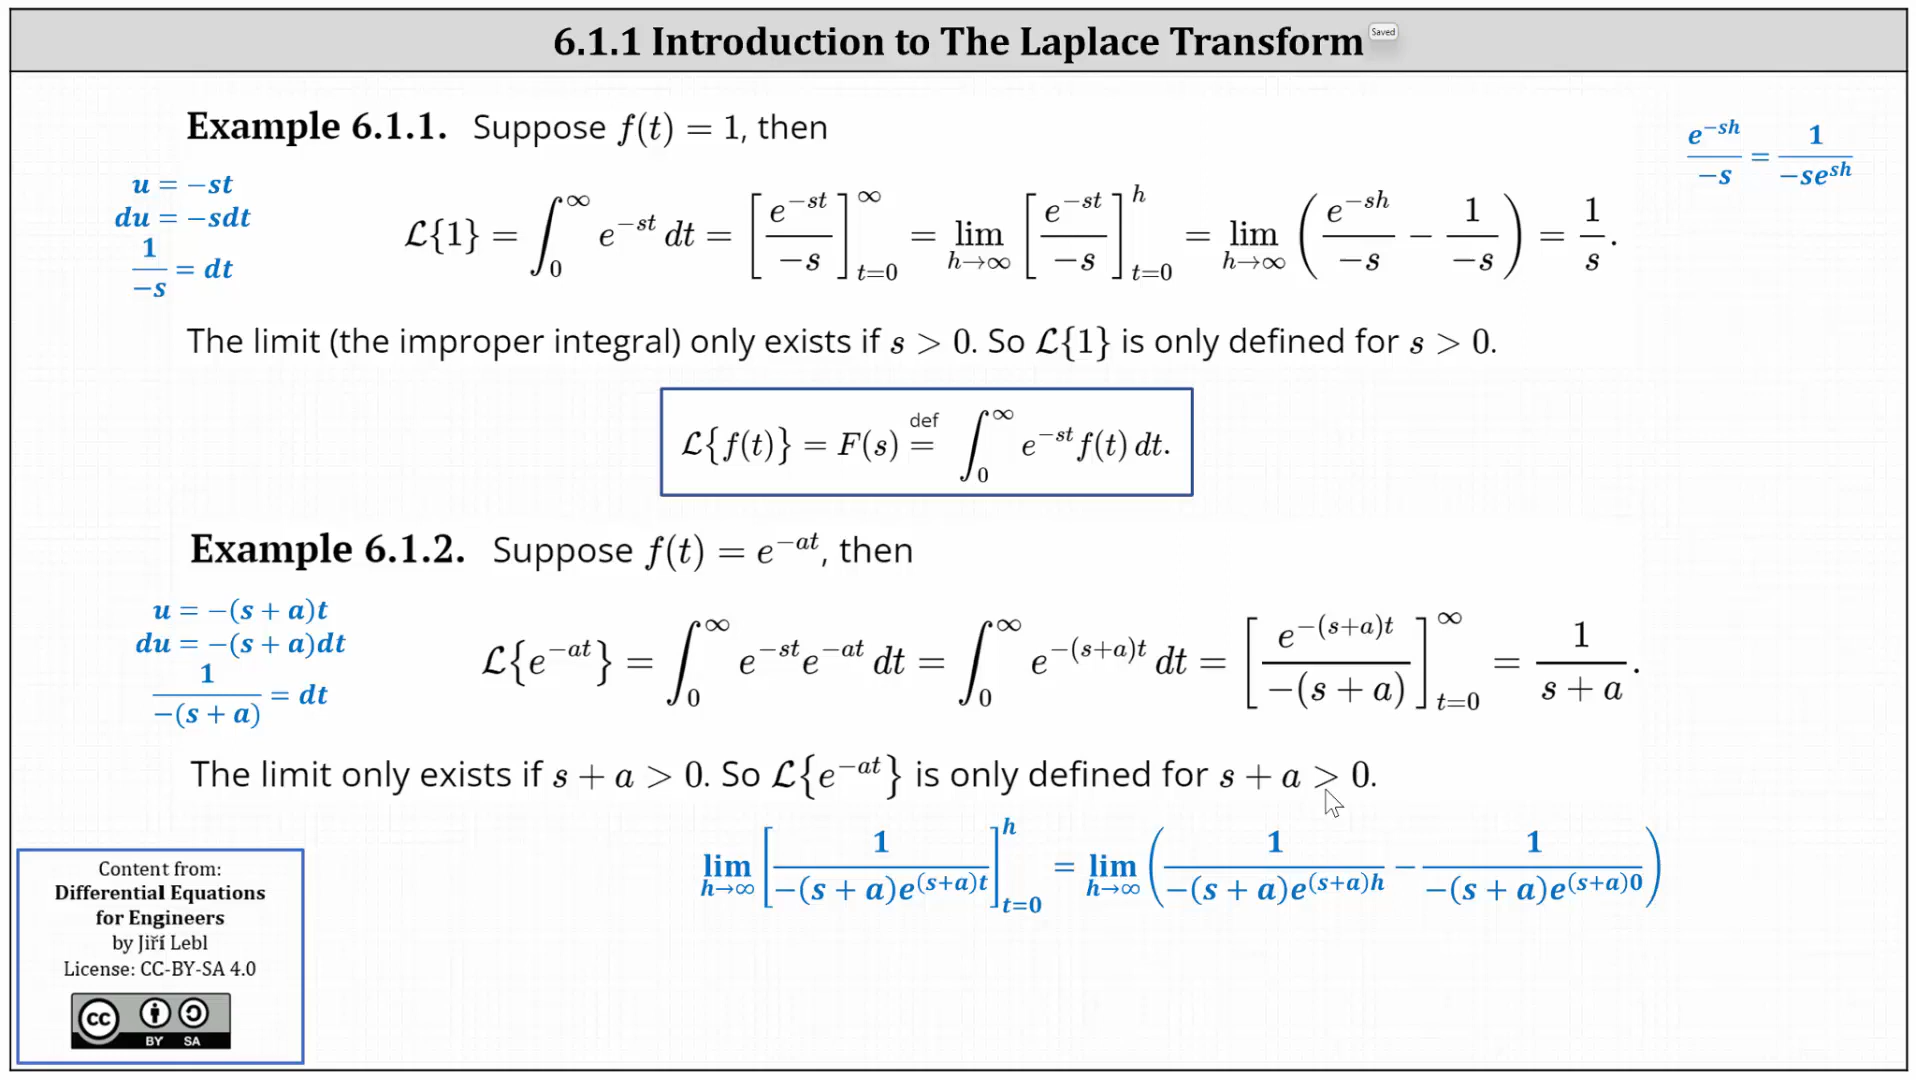 6.1.1 Introduction to The Laplace Transform
Saved
Example 6.1.1. Suppose f(t) = 1, then
e^{−sh}/−s = 1/−se^{sh}
u = −st
du = −sdt
1/−s = dt
ℒ{1} = ∫_0^∞ e^{−st} dt = [e^{−st}/−s]_{t=0}^∞ = lim_{h→∞} [e^{−st}/−s]_{t=0}^h = lim_{h→∞} (e^{−sh}/−s − 1/−s) = 1/s.
The limit (the improper integral) only exists if s > 0. So ℒ{1} is only defined for s > 0.
ℒ{f(t)} = F(s) =^{def} ∫_0^∞ e^{−st} f(t) dt.
Example 6.1.2. Suppose f(t) = e^{−at}, then
u = −(s + a)t
du = −(s + a)dt
1/−(s + a) = dt
ℒ{e^{−at}} = ∫_0^∞ e^{−st}e^{−at} dt = ∫_0^∞ e^{−(s+a)t} dt = [e^{−(s+a)t}/−(s + a)]_{t=0}^∞ = 1/s + a.
The limit only exists if s + a > 0. So ℒ{e^{−at}} is only defined for s + a > 0.
lim_{h→∞} [1/−(s + a)e^{(s+a)t}]_{t=0}^h = lim_{h→∞} (1/−(s + a)e^{(s+a)h} − 1/−(s + a)e^{(s+a)0})
Content from:
Differential Equations
for Engineers
by Jiří Lebl
License: CC-BY-SA 4.0
cc
BY SA